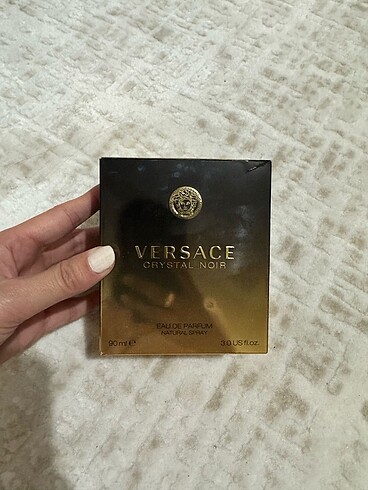 VERSACE
CRYSTAL NOIR
EAU DE PARFUM
NATURAL SPRAY
90 ml ℮ 3.0 US fl.oz.